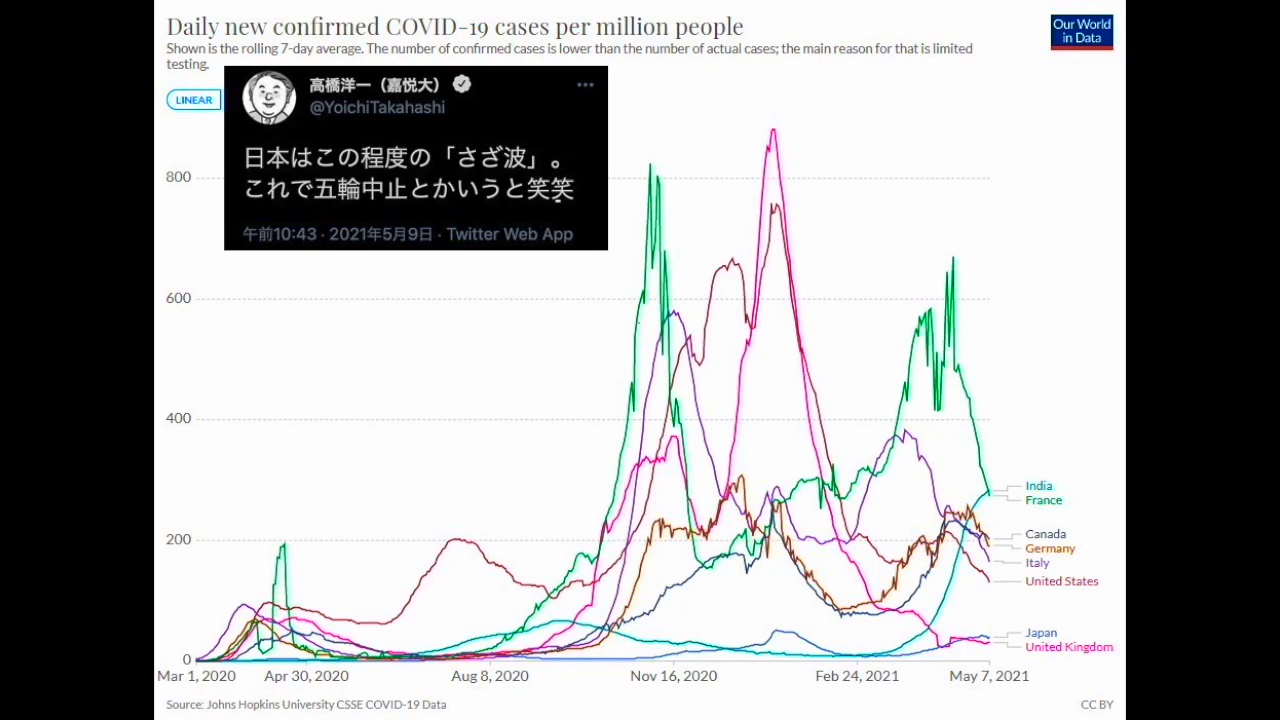 Daily new confirmed COVID-19 cases per million people
Shown is the rolling 7-day average. The number of confirmed cases is lower than the number of actual cases; the main reason for that is limited
testing.
Our World
in Data
LINEAR
高橋洋一（嘉悦大）
@YoichiTakahashi
日本はこの程度の「さざ波」。
これで五輪中止とかいうと笑笑
午前10:43 · 2021年5月9日 · Twitter Web App
800
600
400
200
0
India
France
Canada
Germany
Italy
United States
Japan
United Kingdom
Mar 1, 2020
Apr 30, 2020
Aug 8, 2020
Nov 16, 2020
Feb 24, 2021
May 7, 2021
Source: Johns Hopkins University CSSE COVID-19 Data
CC BY